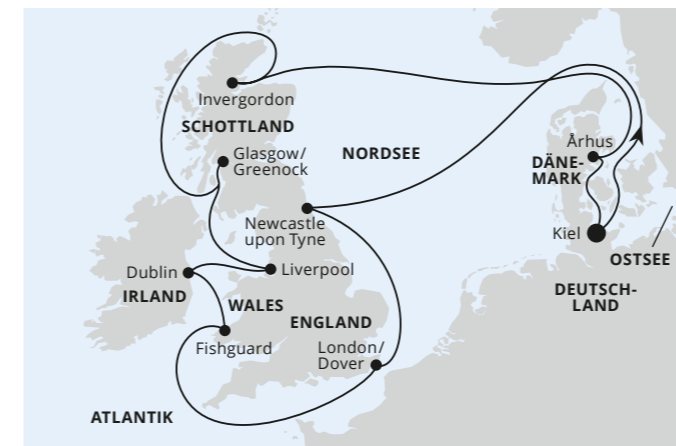 Invergordon
SCHOTTLAND
Glasgow/
Greenock
NORDSEE
Århus
DÄNE-
MARK
Newcastle
upon Tyne
Kiel
OSTSEE
Dublin
Liverpool
IRLAND
WALES
DEUTSCH-
LAND
ENGLAND
Fishguard
London/
Dover
ATLANTIK